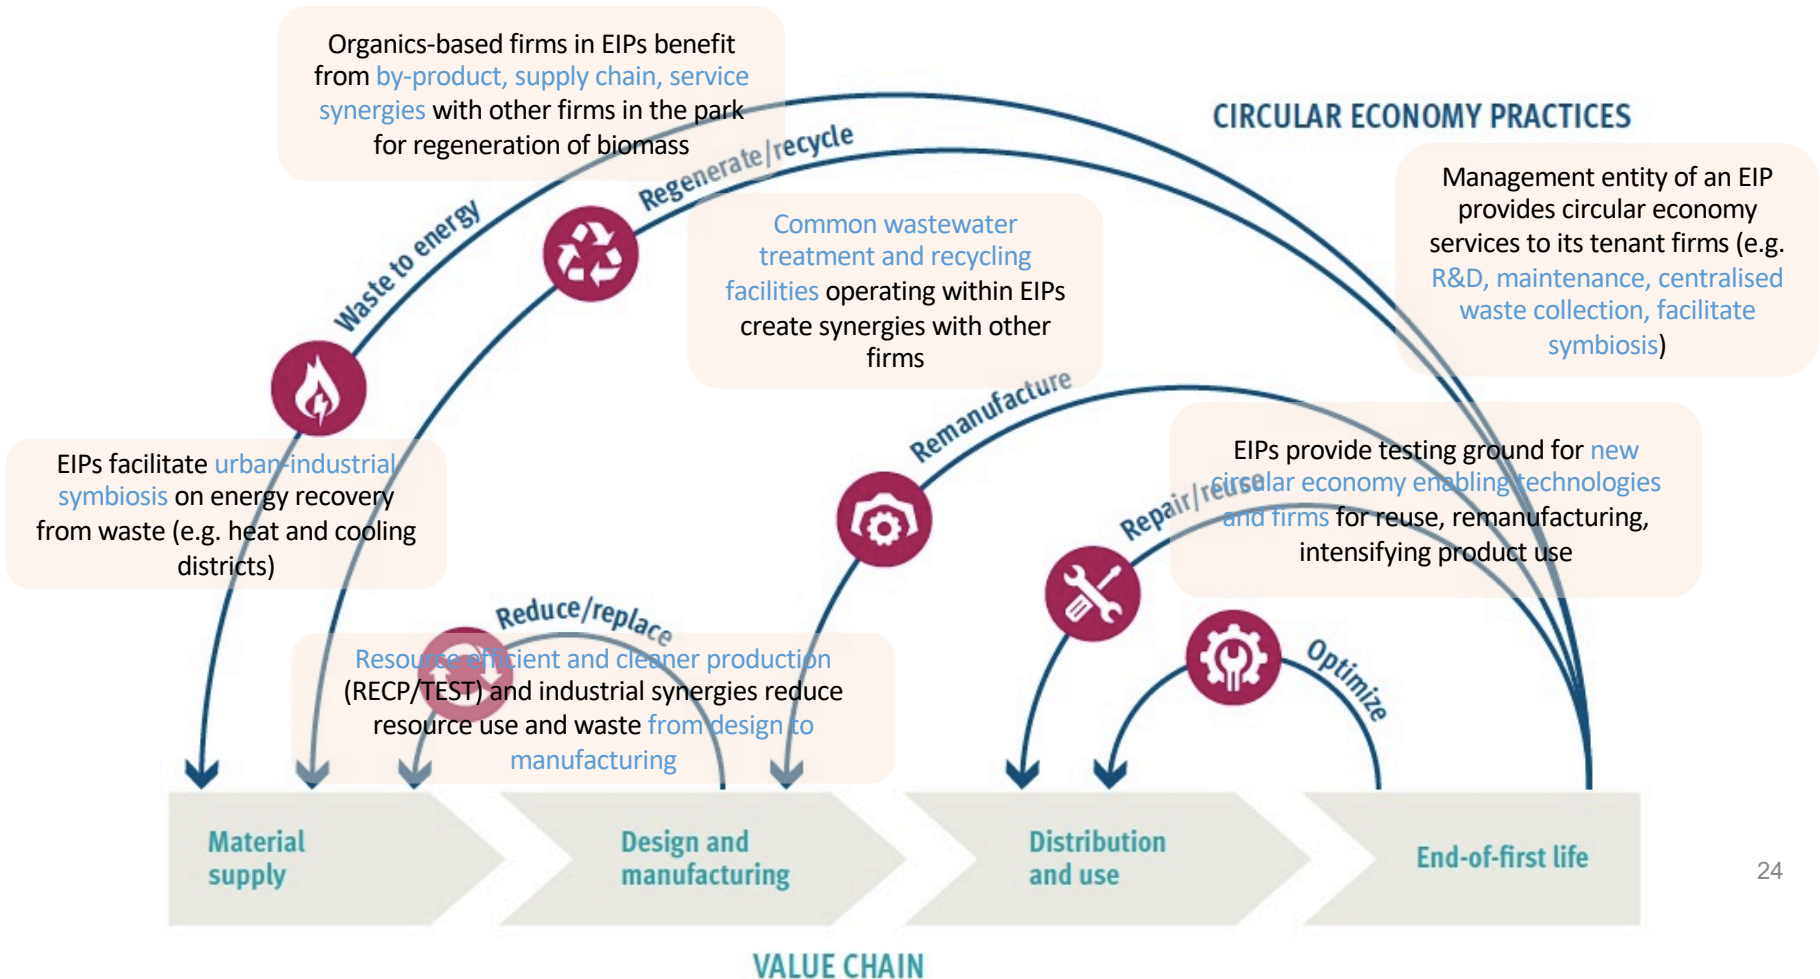 Organics-based firms in EIPs benefit
from by-product, supply chain, service
synergies with other firms in the park
for regeneration of biomass
CIRCULAR ECONOMY PRACTICES
Regenerate/recycle
Waste to energy
Common wastewater
treatment and recycling
facilities operating within EIPs
create synergies with other
firms
Management entity of an EIP
provides circular economy
services to its tenant firms (e.g.
R&D, maintenance, centralised
waste collection, facilitate
symbiosis)
Remanufacture
EIPs facilitate urban-industrial
symbiosis on energy recovery
from waste (e.g. heat and cooling
districts)
EIPs provide testing ground for new
circular economy enabling technologies
and firms for reuse, remanufacturing,
intensifying product use
Repair/reuse
Reduce/replace
Optimize
Resource efficient and cleaner production
(RECP/TEST) and industrial synergies reduce
resource use and waste from design to
manufacturing
Material
supply
Design and
manufacturing
Distribution
and use
End-of-first life
24
VALUE CHAIN